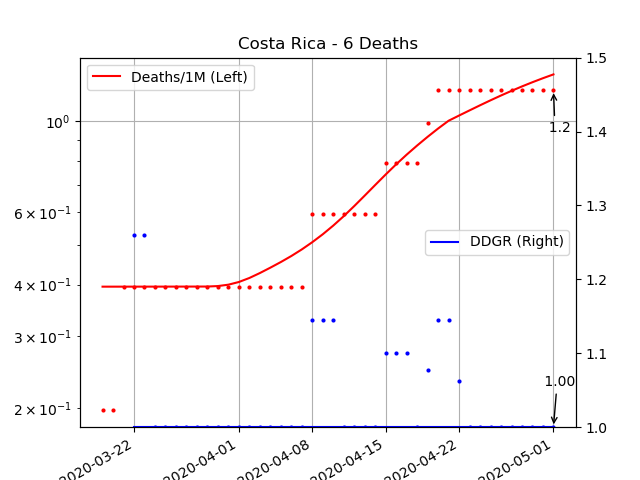 Costa Rica - 6 Deaths
Deaths/1M (Left)
DDGR (Right)
10⁰
6 × 10⁻¹
4 × 10⁻¹
3 × 10⁻¹
2 × 10⁻¹
1.5
1.4
1.3
1.2
1.1
1.0
1.2
1.00
2020-03-22
2020-04-01
2020-04-08
2020-04-15
2020-04-22
2020-05-01